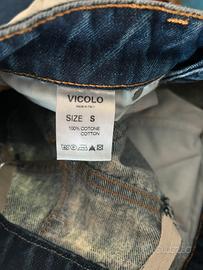 VICOLO
MADE IN ITALY
SIZE S
100% COTONE
COTTON